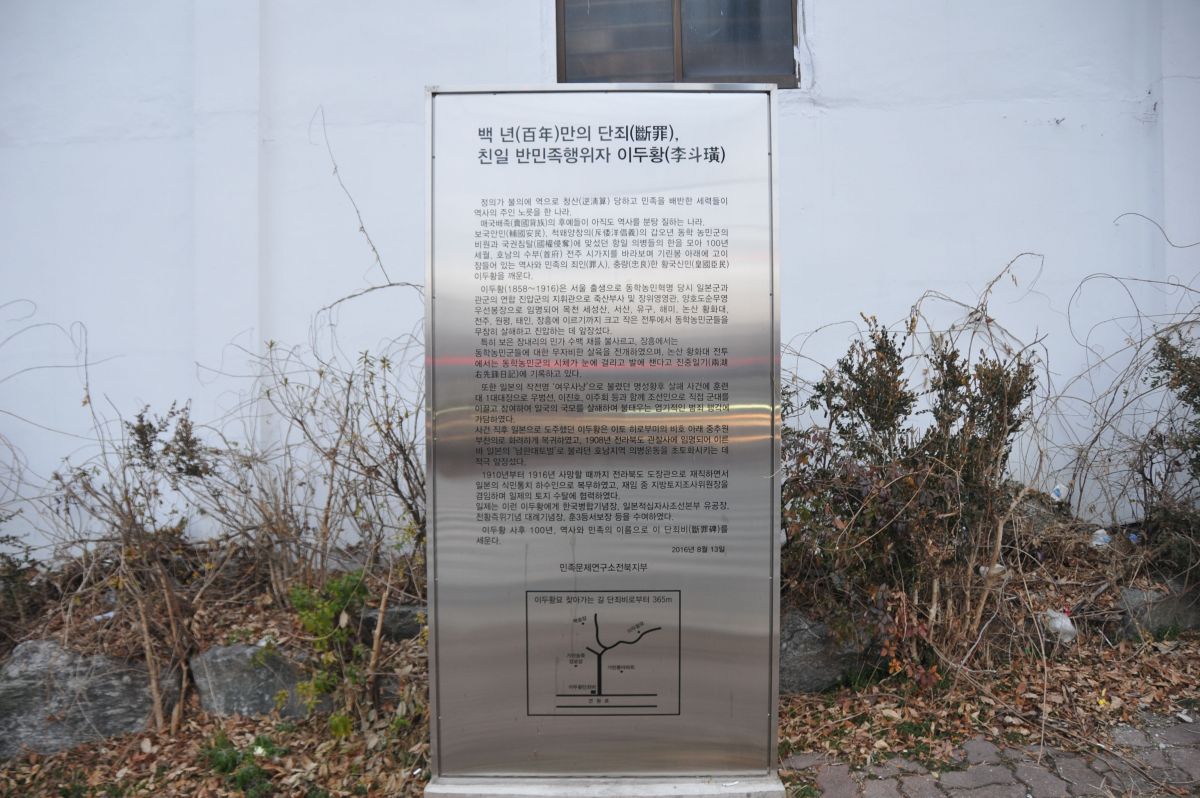 백 년(百年)만의 단죄(斷罪),
친일 반민족행위자 이두황(李斗璜)
정의가 불의에 역으로 청산(逆淸算) 당하고 민족을 배반한 세력들이
역사의 주인 노릇을 한 나라.
매국배족(賣國背族)의 후예들이 아직도 역사를 분탕 질하는 나라.
보국안민(輔國安民), 척왜양창의(斥倭洋倡義)의 갑오년 동학 농민군의
비원과 국권침탈(國權侵奪)에 맞섰던 항일 의병들의 한을 모아 100년
세월, 호남의 수부(首府) 전주 시가지를 바라보며 기린봉 아래에 고이
잠들어 있는 역사와 민족의 죄인(罪人), 충량(忠良)한 황국신민(皇國臣民)
이두황을 깨운다.
이두황(1858~1916)은 서울 출생으로 동학농민혁명 당시 일본군과
관군의 연합 진압군의 지휘관으로 죽산부사 및 장위영영관, 양호도순무영
우선봉장으로 임명되어 목천 세성산, 서산, 유구, 해미, 논산 황화대,
전주, 원평, 태인, 장흥에 이르기까지 크고 작은 전투에서 동학농민군들을
무참히 살해하고 진압하는 데 앞장섰다.
특히 보은 장내리의 민가 수백 채를 불사르고, 장흥에서는
동학농민군들에 대한 무자비한 살육을 전개하였으며, 논산 황화대 전투
에서는 동학농민군의 시체가 눈에 걸리고 발에 챈다고 진중일기(兩湖
右先鋒日記)에 기록하고 있다.
또한 일본의 작전명 '여우사냥'으로 불렸던 명성황후 살해 사건에 훈련
대 1대대장으로 우범선, 이진호, 이주회 등과 함께 조선인으로 직접 군대를
이끌고 참여하여 일국의 국모를 살해하며 불태우는 엽기적인 범죄 행각에
가담하였다.
사건 직후 일본으로 도주했던 이두황은 이토 히로부미의 비호 아래 중추원
부찬의로 화려하게 복귀하였고, 1908년 전라북도 관찰사에 임명되어 이른
바 일본의 '남한대토벌'로 불리던 호남지역 의병운동을 초토화시키는 데
적극 앞장섰다.
1910년부터 1916년 사망할 때까지 전라북도 도장관으로 재직하면서
일본의 식민통치 하수인으로 복무하였고, 재임 중 지방토지조사위원장을
겸임하며 일제의 토지 수탈에 협력하였다.
일제는 이런 이두황에게 한국병합기념장, 일본적십자사조선본부 유공장,
천황즉위기념 대례기념장, 훈3등서보장 등을 수여하였다.
이두황 사후 100년, 역사와 민족의 이름으로 이 단죄비(斷罪碑)를
세운다.
2016년 8월 13일
민족문제연구소전북지부
이두황묘 찾아가는 길 단죄비로부터 365m
이두황묘
기린봉아파트
이두황단죄비